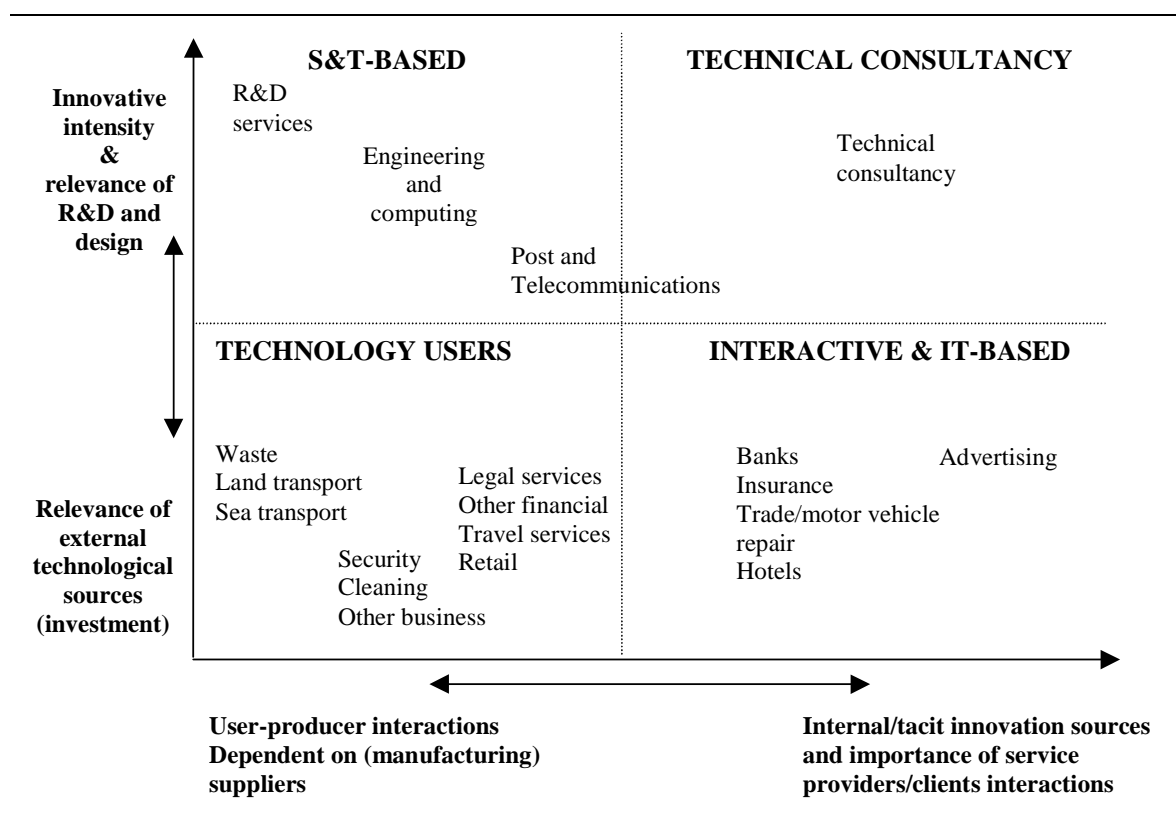 S&T-BASED
TECHNICAL CONSULTANCY
Innovative
intensity
&
relevance of
R&D and
design
R&D
services
Engineering
and
computing
Post and
Telecommunications
Technical
consultancy
TECHNOLOGY USERS
INTERACTIVE & IT-BASED
Relevance of
external
technological
sources
(investment)
Waste
Land transport
Sea transport
Legal services
Other financial
Travel services
Retail
Security
Cleaning
Other business
Banks
Insurance
Trade/motor vehicle
repair
Hotels
Advertising
User-producer interactions
Dependent on (manufacturing)
suppliers
Internal/tacit innovation sources
and importance of service
providers/clients interactions